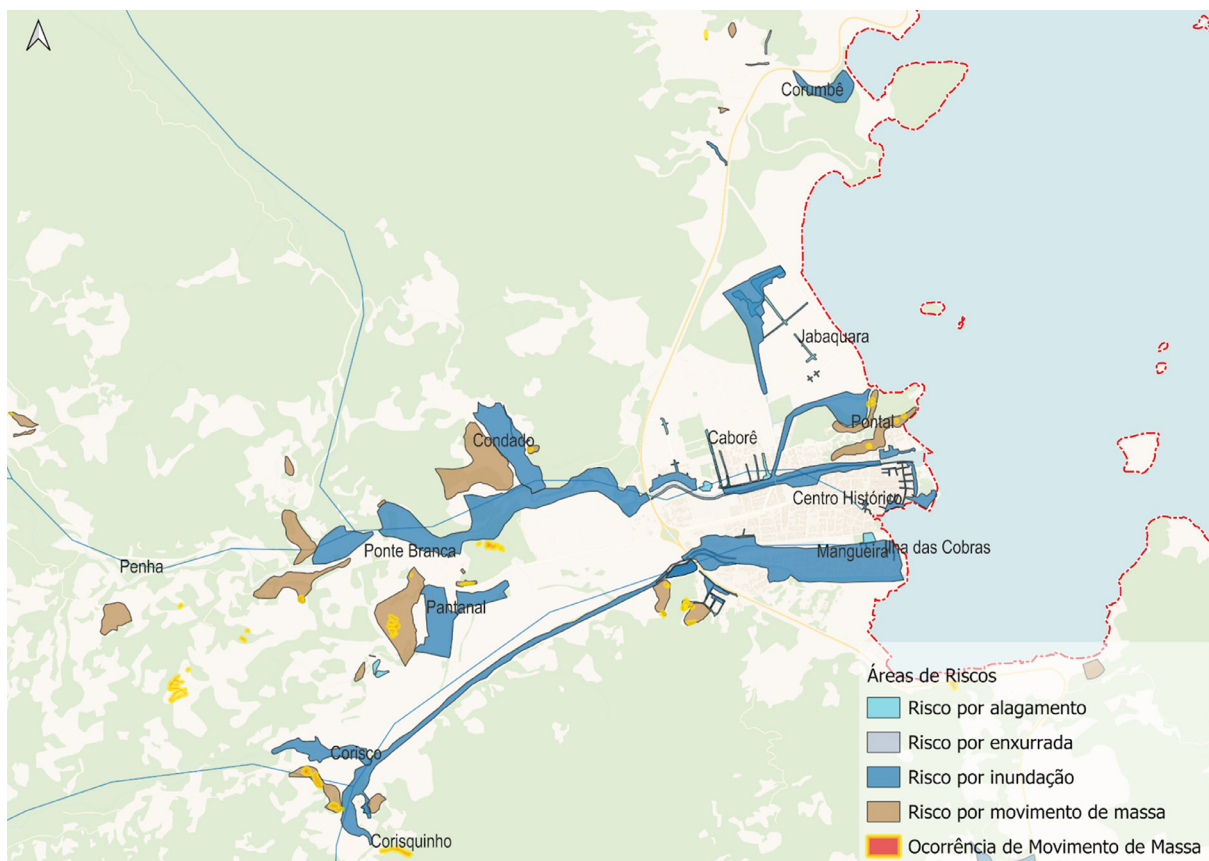 Corumbê
Jabaquara
Pontal
Condado
Caborê
Centro Histórico
Ponte Branca
Mangueira
Ilha das Cobras
Penha
Pantanal
Corisco
Corisquinho
Áreas de Riscos
Risco por alagamento
Risco por enxurrada
Risco por inundação
Risco por movimento de massa
Ocorrência de Movimento de Massa